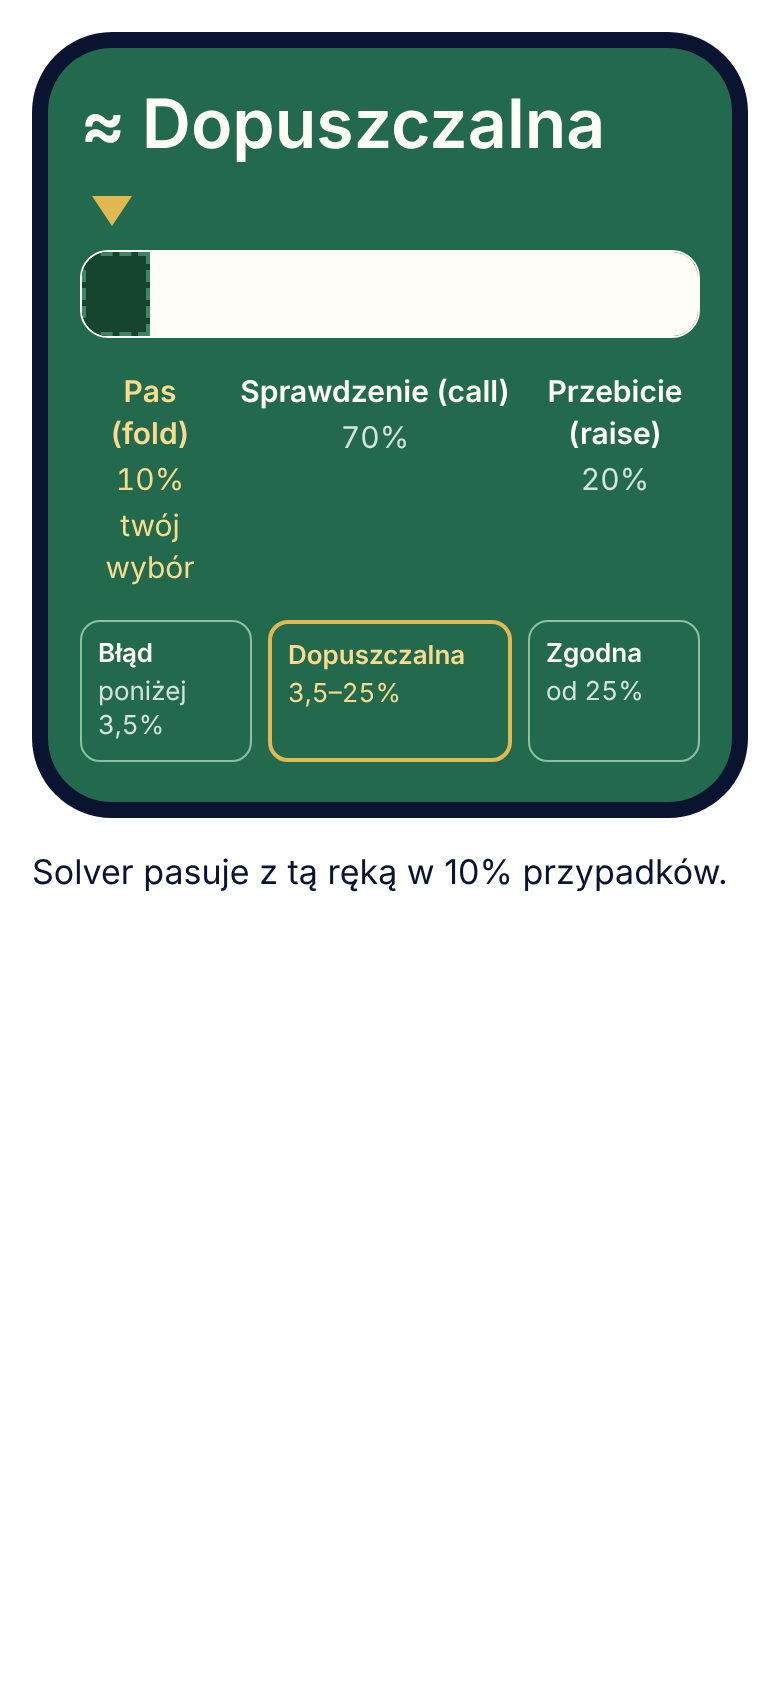 ≈ Dopuszczalna
Pas
(fold)
10%
twój
wybór
Sprawdzenie (call)
70%
Przebicie
(raise)
20%
Błąd
poniżej
3,5%
Dopuszczalna
3,5–25%
Zgodna
od 25%
Solver pasuje z tą ręką w 10% przypadków.